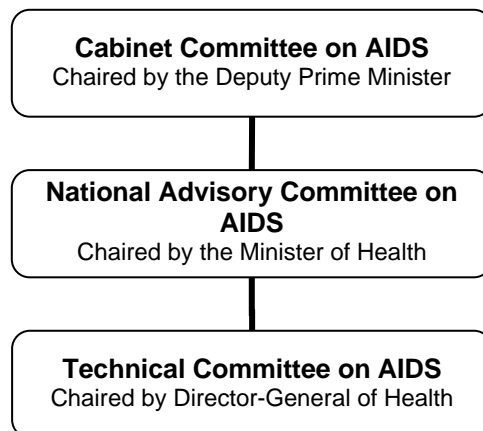 Cabinet Committee on AIDS
Chaired by the Deputy Prime Minister
National Advisory Committee on
AIDS
Chaired by the Minister of Health
Technical Committee on AIDS
Chaired by Director-General of Health